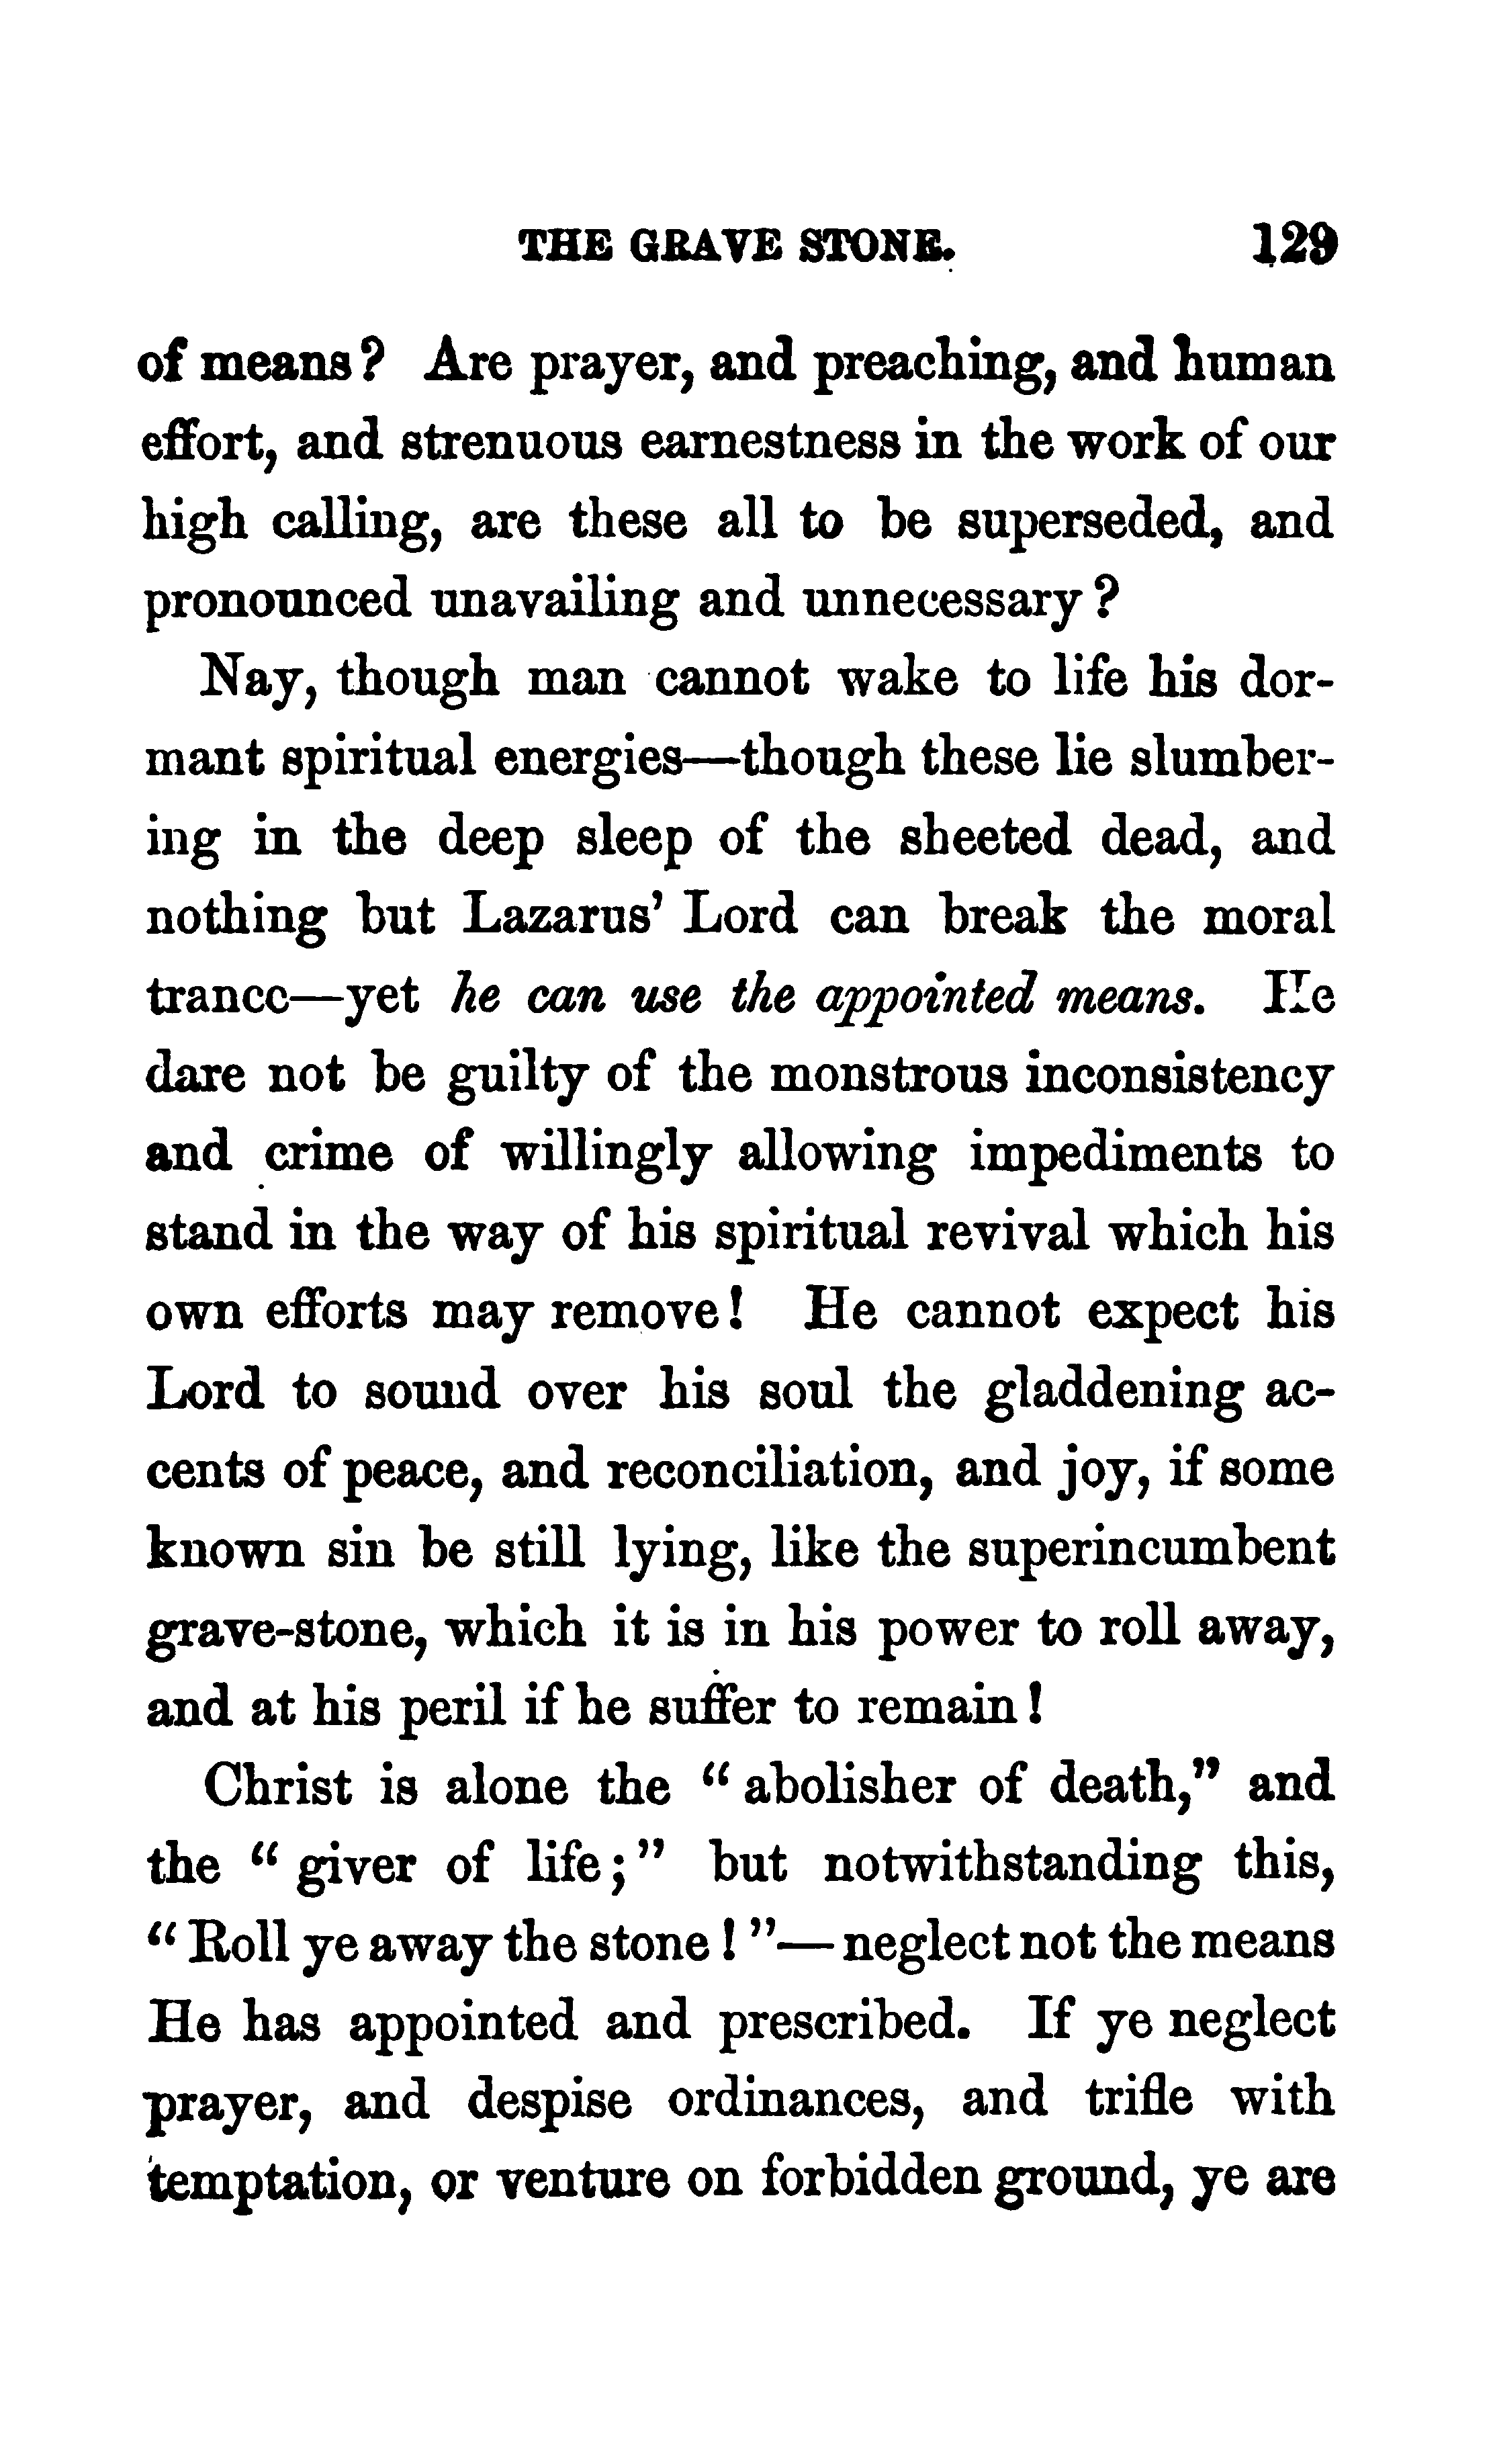 THE GRAVE STONE. 129
of means? Are prayer, and preaching, and human
effort, and strenuous earnestness in the work of our
high calling, are these all to be superseded, and
pronounced unavailing and unnecessary?
Nay, though man cannot wake to life his dor-
mant spiritual energies—though these lie slumber-
ing in the deep sleep of the sheeted dead, and
nothing but Lazarus' Lord can break the moral
trance—yet he can use the appointed means. He
dare not be guilty of the monstrous inconsistency
and crime of willingly allowing impediments to
stand in the way of his spiritual revival which his
own efforts may remove! He cannot expect his
Lord to sound over his soul the gladdening ac-
cents of peace, and reconciliation, and joy, if some
known sin be still lying, like the superincumbent
grave-stone, which it is in his power to roll away,
and at his peril if he suffer to remain!
Christ is alone the "abolisher of death," and
the "giver of life;" but notwithstanding this,
"Roll ye away the stone!"—neglect not the means
He has appointed and prescribed. If ye neglect
prayer, and despise ordinances, and trifle with
temptation, or venture on forbidden ground, ye are